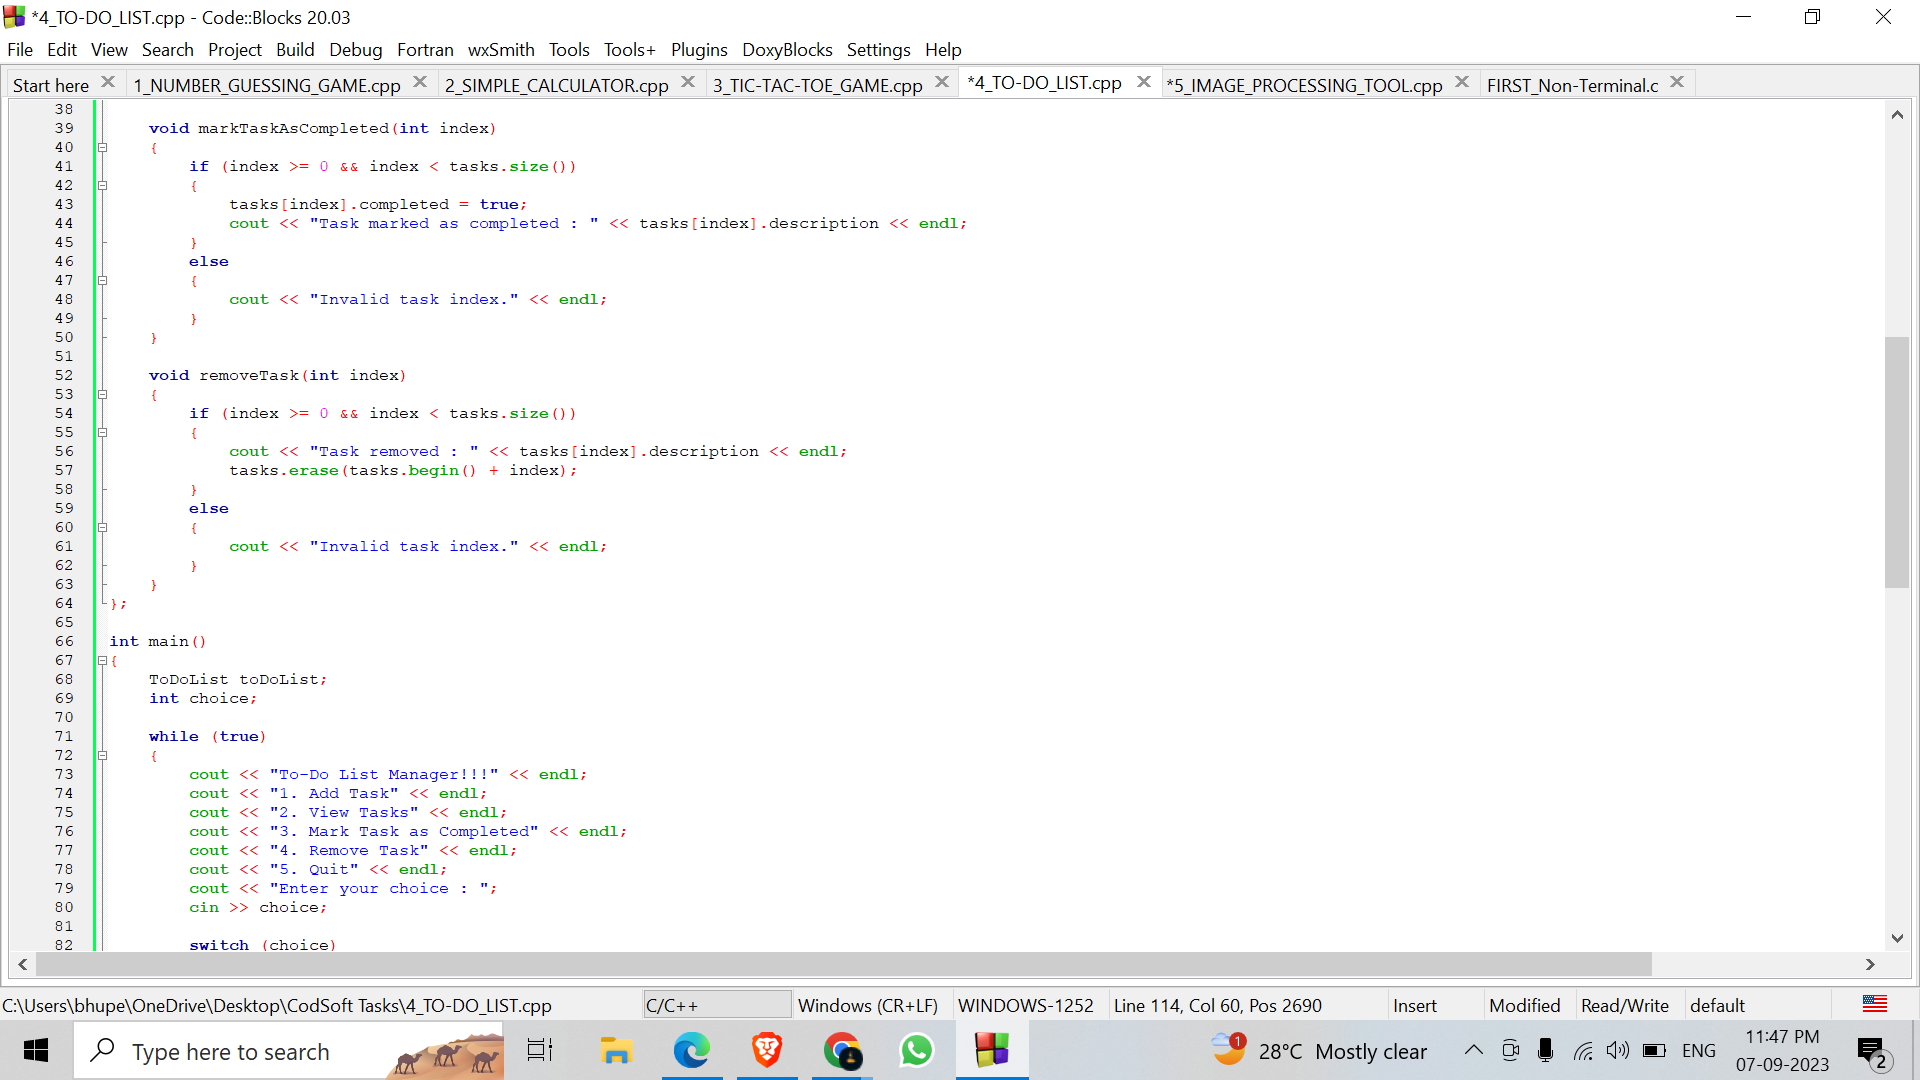 *4_TO-DO_LIST.cpp - Code::Blocks 20.03
File Edit View Search Project Build Debug Fortran wxSmith Tools Tools+ Plugins DoxyBlocks Settings Help
Start here 1_NUMBER_GUESSING_GAME.cpp 2_SIMPLE_CALCULATOR.cpp 3_TIC-TAC-TOE_GAME.cpp *4_TO-DO_LIST.cpp *5_IMAGE_PROCESSING_TOOL.cpp FIRST_Non-Terminal.c
38
39     void markTaskAsCompleted(int index)
40     {
41         if (index >= 0 && index < tasks.size())
42         {
43             tasks[index].completed = true;
44             cout << "Task marked as completed : " << tasks[index].description << endl;
45         }
46         else
47         {
48             cout << "Invalid task index." << endl;
49         }
50     }
51
52     void removeTask(int index)
53     {
54         if (index >= 0 && index < tasks.size())
55         {
56             cout << "Task removed : " << tasks[index].description << endl;
57             tasks.erase(tasks.begin() + index);
58         }
59         else
60         {
61             cout << "Invalid task index." << endl;
62         }
63     }
64 };
65
66 int main()
67 {
68     ToDoList toDoList;
69     int choice;
70
71     while (true)
72     {
73         cout << "To-Do List Manager!!!" << endl;
74         cout << "1. Add Task" << endl;
75         cout << "2. View Tasks" << endl;
76         cout << "3. Mark Task as Completed" << endl;
77         cout << "4. Remove Task" << endl;
78         cout << "5. Quit" << endl;
79         cout << "Enter your choice : ";
80         cin >> choice;
81
82         switch (choice)
C:\Users\bhupe\OneDrive\Desktop\CodSoft Tasks\4_TO-DO_LIST.cpp C/C++ Windows (CR+LF) WINDOWS-1252 Line 114, Col 60, Pos 2690 Insert Modified Read/Write default
Type here to search 1 28°C Mostly clear ENG 11:47 PM
07-09-2023 2